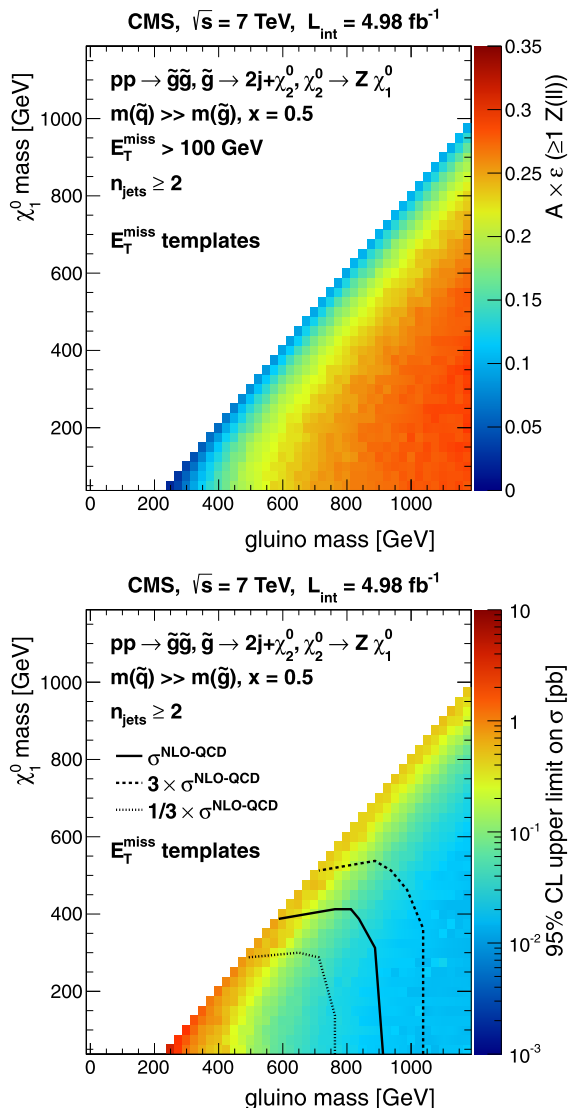 CMS, √s = 7 TeV, L_int = 4.98 fb⁻¹
pp → g̃g̃, g̃ → 2j+χ₂⁰, χ₂⁰ → Z χ₁⁰
m(q̃) >> m(g̃), x = 0.5
E_T^miss > 100 GeV
n_jets ≥ 2
E_T^miss templates
χ₁⁰ mass [GeV]
1000
800
600
400
200
0 200 400 600 800 1000
gluino mass [GeV]
0.35
0.3
0.25
0.2
0.15
0.1
0.05
0
A × ε (≥1 Z(ll))
CMS, √s = 7 TeV, L_int = 4.98 fb⁻¹
pp → g̃g̃, g̃ → 2j+χ₂⁰, χ₂⁰ → Z χ₁⁰
m(q̃) >> m(g̃), x = 0.5
n_jets ≥ 2
σ^NLO-QCD
3 × σ^NLO-QCD
1/3 × σ^NLO-QCD
E_T^miss templates
χ₁⁰ mass [GeV]
1000
800
600
400
200
0 200 400 600 800 1000
gluino mass [GeV]
10
1
10⁻¹
10⁻²
10⁻³
95% CL upper limit on σ [pb]